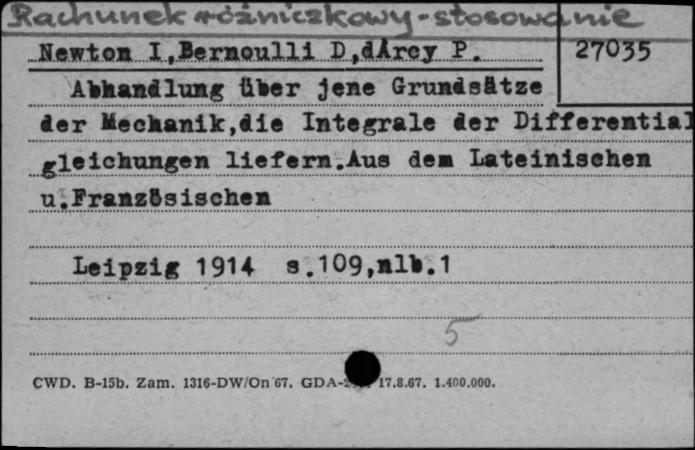 Rachunek różniczkowy-stosowanie
Newton I,Bernoulli D,dArcy P.
27035
Abhandlung über jene Grundsätze
der Mechanik,die Integrale der Differential
gleichungen liefern.Aus dem Lateinischen
u.Französischen
Leipzig 1914 s.109,nlb.1
5
CWD. B-15b. Zam. 1316-DW/On 67. GDA- 17.8.67. 1.400.000.